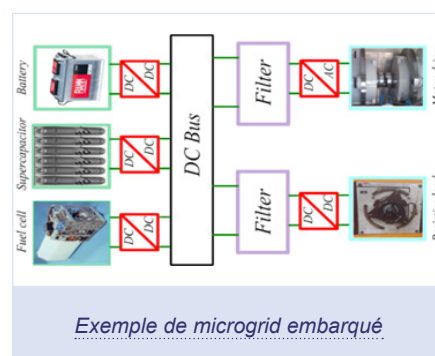 Battery
DC
DC
Supercapacitor
DC
DC
Fuel cell
DC
DC
DC Bus
Filter
DC
AC
Filter
DC
DC
Exemple de microgrid embarqué